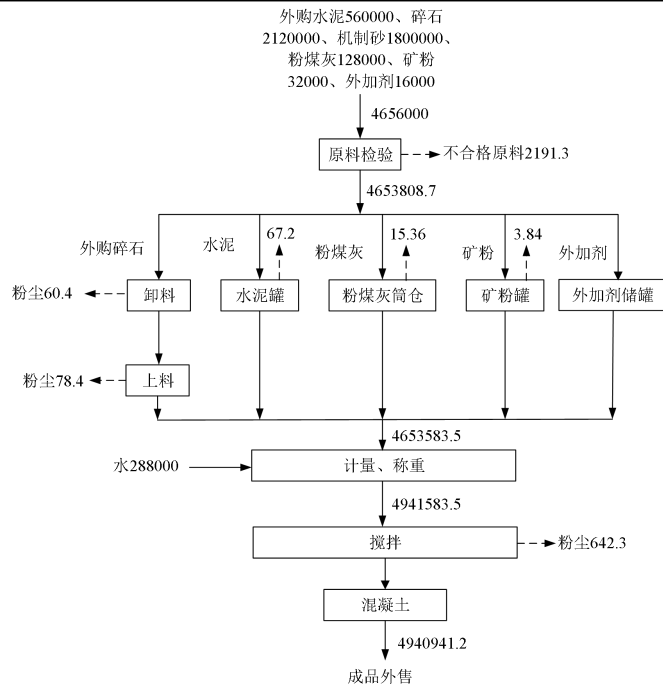 外购水泥560000、碎石
2120000、机制砂1800000、
粉煤灰128000、矿粉
32000、外加剂16000
4656000
原料检验
不合格原料2191.3
4653808.7
外购碎石
水泥
67.2
粉煤灰
15.36
矿粉
3.84
外加剂
粉尘60.4
卸料
水泥罐
粉煤灰筒仓
矿粉罐
外加剂储罐
粉尘78.4
上料
4653583.5
水288000
计量、称重
4941583.5
搅拌
粉尘642.3
混凝土
4940941.2
成品外售